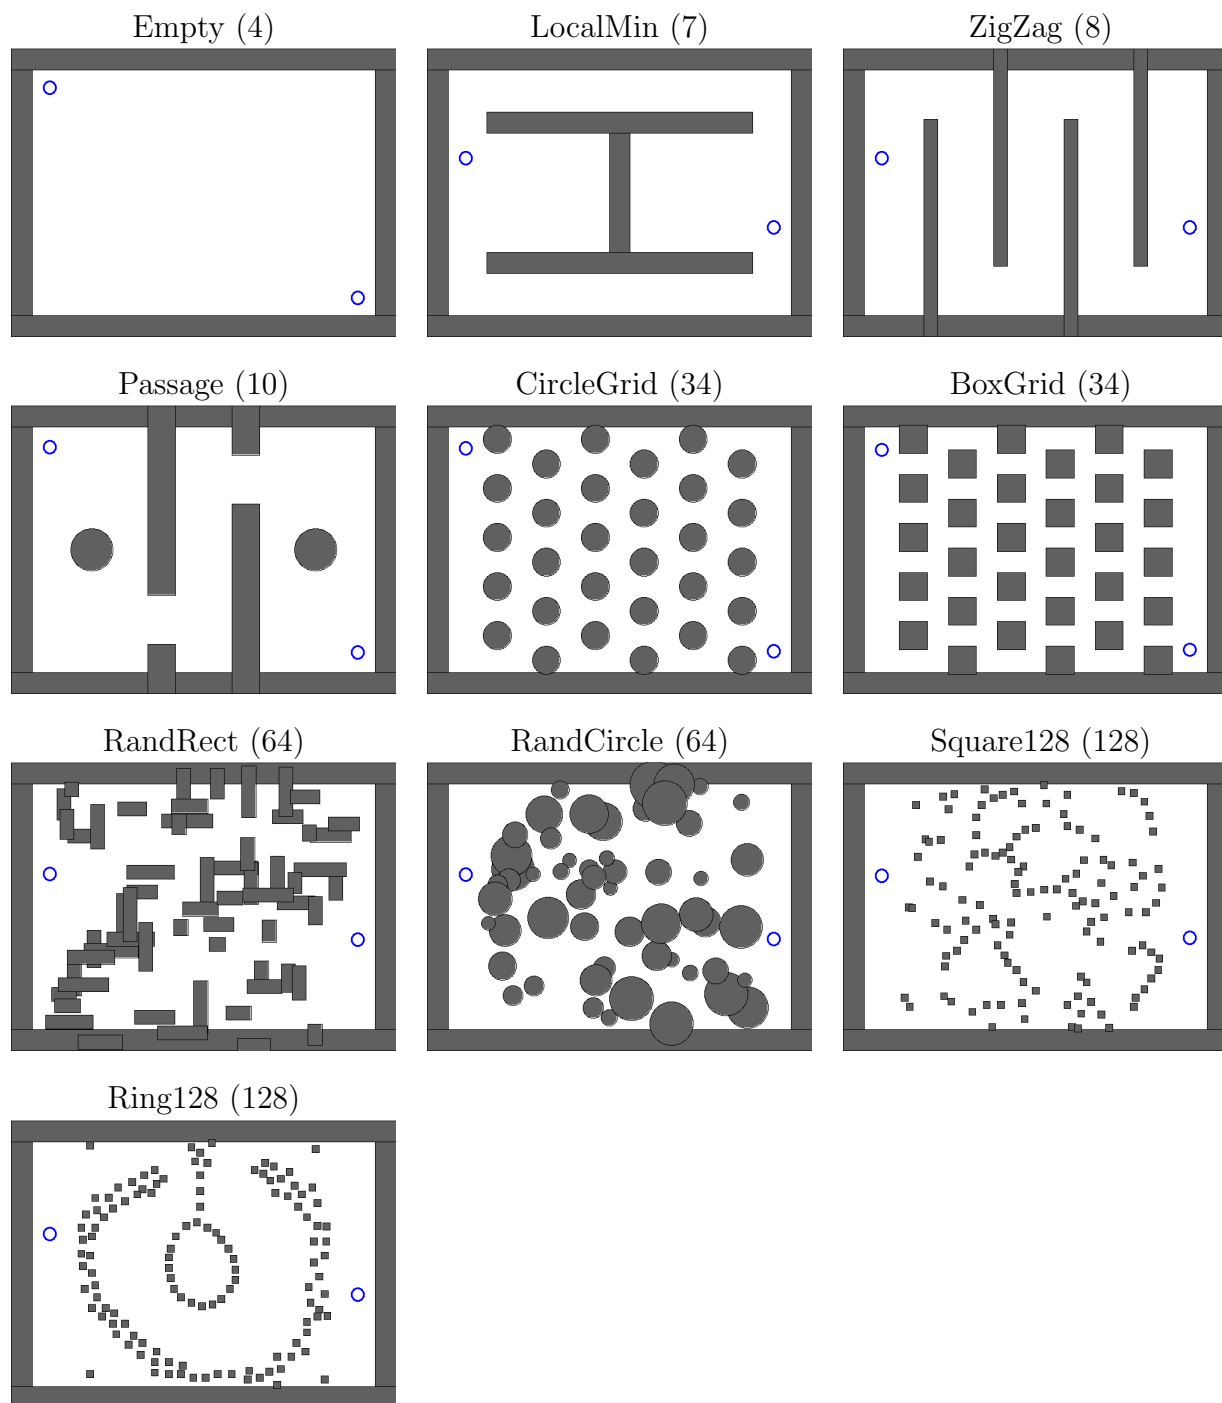 Empty (4)
LocalMin (7)
ZigZag (8)
Passage (10)
CircleGrid (34)
BoxGrid (34)
RandRect (64)
RandCircle (64)
Square128 (128)
Ring128 (128)